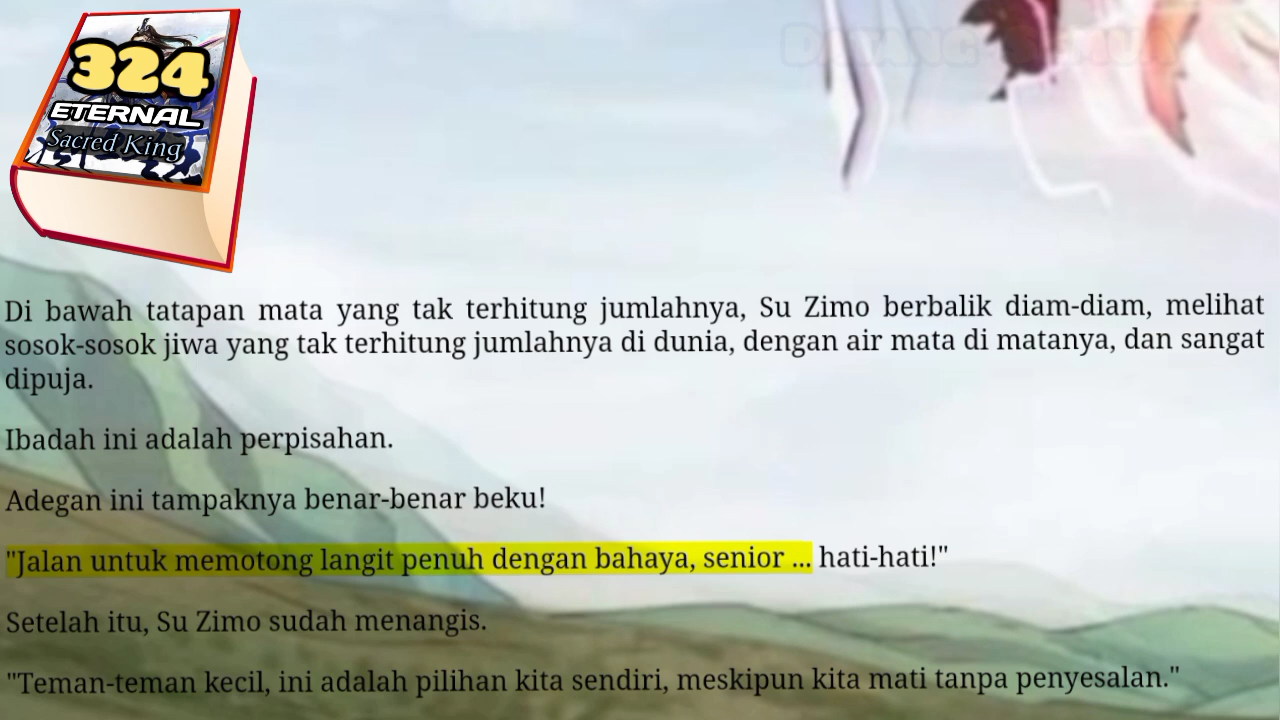 324
ETERNAL
Sacred King
Di bawah tatapan mata yang tak terhitung jumlahnya, Su Zimo berbalik diam-diam, melihat
sosok-sosok jiwa yang tak terhitung jumlahnya di dunia, dengan air mata di matanya, dan sangat
dipuja.
Ibadah ini adalah perpisahan.
Adegan ini tampaknya benar-benar beku!
"Jalan untuk memotong langit penuh dengan bahaya, senior ... hati-hati!"
Setelah itu, Su Zimo sudah menangis.
"Teman-teman kecil, ini adalah pilihan kita sendiri, meskipun kita mati tanpa penyesalan."